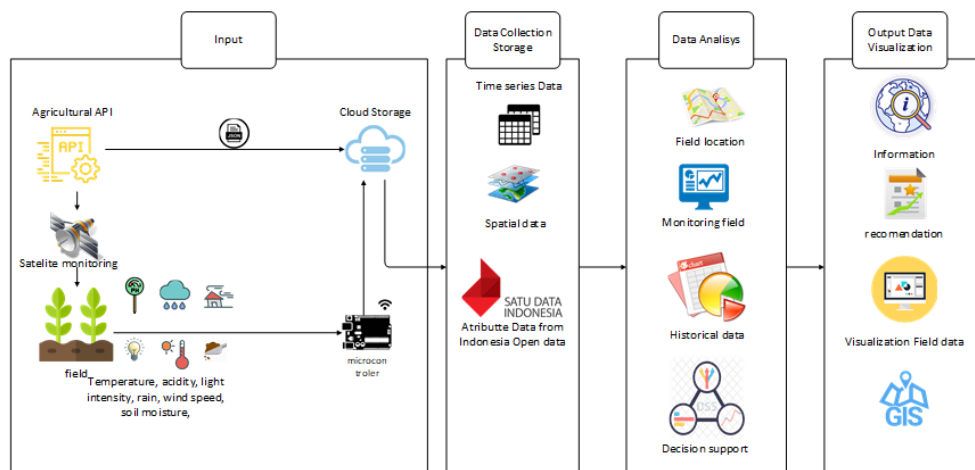 Input
Data Collection
Storage
Data Analisys
Output Data
Visualization
Agricultural API
API
JSON
Cloud Storage
Satelite monitoring
PH
field
Temperature, acidity, light
intensity, rain, wind speed,
soil moisture,
microcon
troler
Time series Data
Spatial data
SATU DATA
INDONESIA
Atributte Data from
Indonesia Open data
Field location
Monitoring field
chart
Historical data
DSS
Decision support
i
Information
recomendation
Visualization Field data
GIS